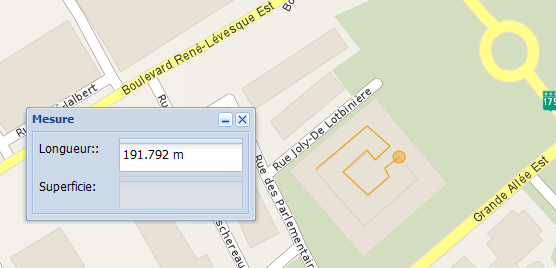 Boulevard René-Lévesque Est
Mesure
Longueur::
191.792 m
Superficie:
Rue Joly-De Lotbinière
Rue des Parlementair
Grande Allée Est
175